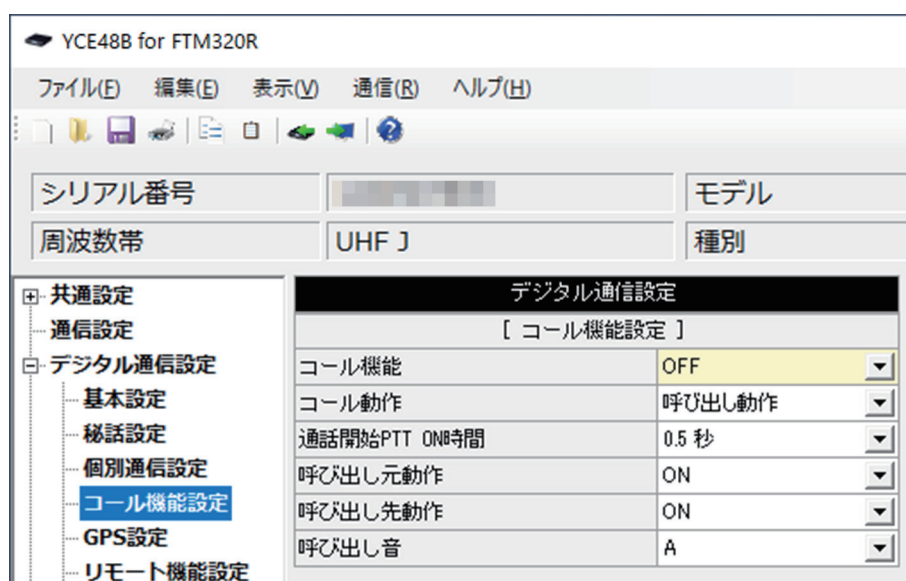 YCE48B for FTM320R
ファイル(F) 編集(E) 表示(V) 通信(R) ヘルプ(H)
シリアル番号 モデル
周波数帯 UHF J 種別
共通設定
通信設定
デジタル通信設定
基本設定
秘話設定
個別通信設定
コール機能設定
GPS設定
リモート機能設定
デジタル通信設定
[ コール機能設定 ]
コール機能 OFF
コール動作 呼び出し動作
通話開始PTT ON時間 0.5 秒
呼び出し元動作 ON
呼び出し先動作 ON
呼び出し音 A